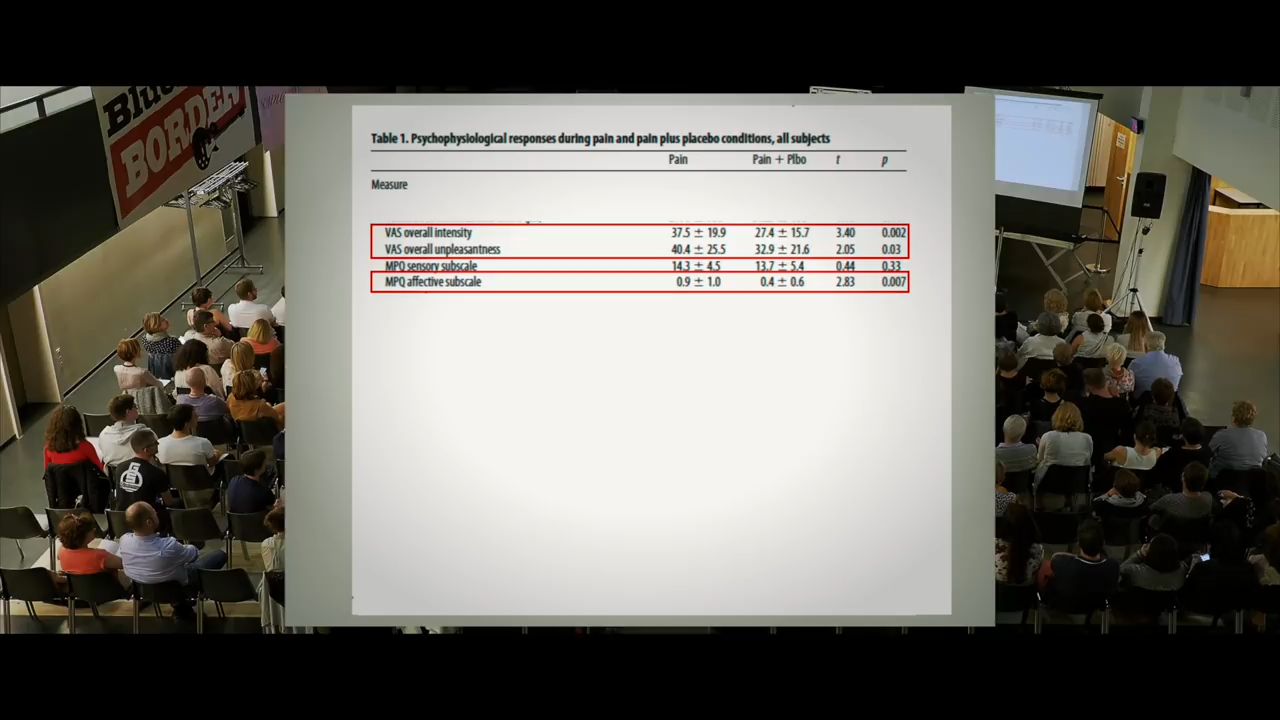 Blue
BORDER
Table 1. Psychophysiological responses during pain and pain plus placebo conditions, all subjects
Pain Pain + Plbo t p
Measure
VAS overall intensity 37.5 ± 19.9 27.4 ± 15.7 3.40 0.002
VAS overall unpleasantness 40.4 ± 25.5 32.9 ± 21.6 2.05 0.03
MPQ sensory subscale 14.3 ± 4.5 13.7 ± 5.4 0.44 0.33
MPQ affective subscale 0.9 ± 1.0 0.4 ± 0.6 2.83 0.007